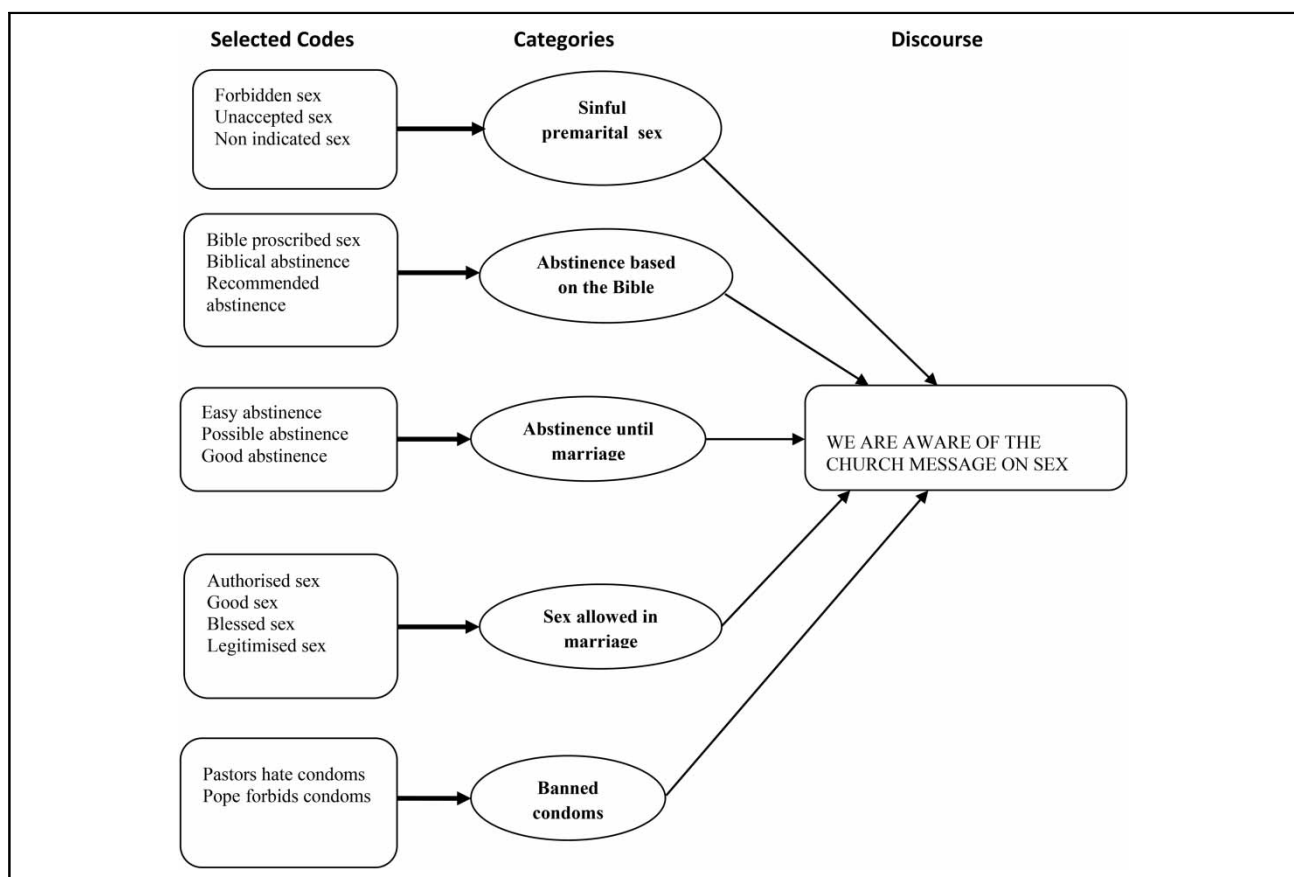 Selected Codes
Categories
Discourse
Forbidden sex
Unaccepted sex
Non indicated sex
Sinful
premarital sex
Bible proscribed sex
Biblical abstinence
Recommended
abstinence
Abstinence based
on the Bible
Easy abstinence
Possible abstinence
Good abstinence
Abstinence until
marriage
WE ARE AWARE OF THE
CHURCH MESSAGE ON SEX
Authorised sex
Good sex
Blessed sex
Legitimised sex
Sex allowed in
marriage
Pastors hate condoms
Pope forbids condoms
Banned
condoms